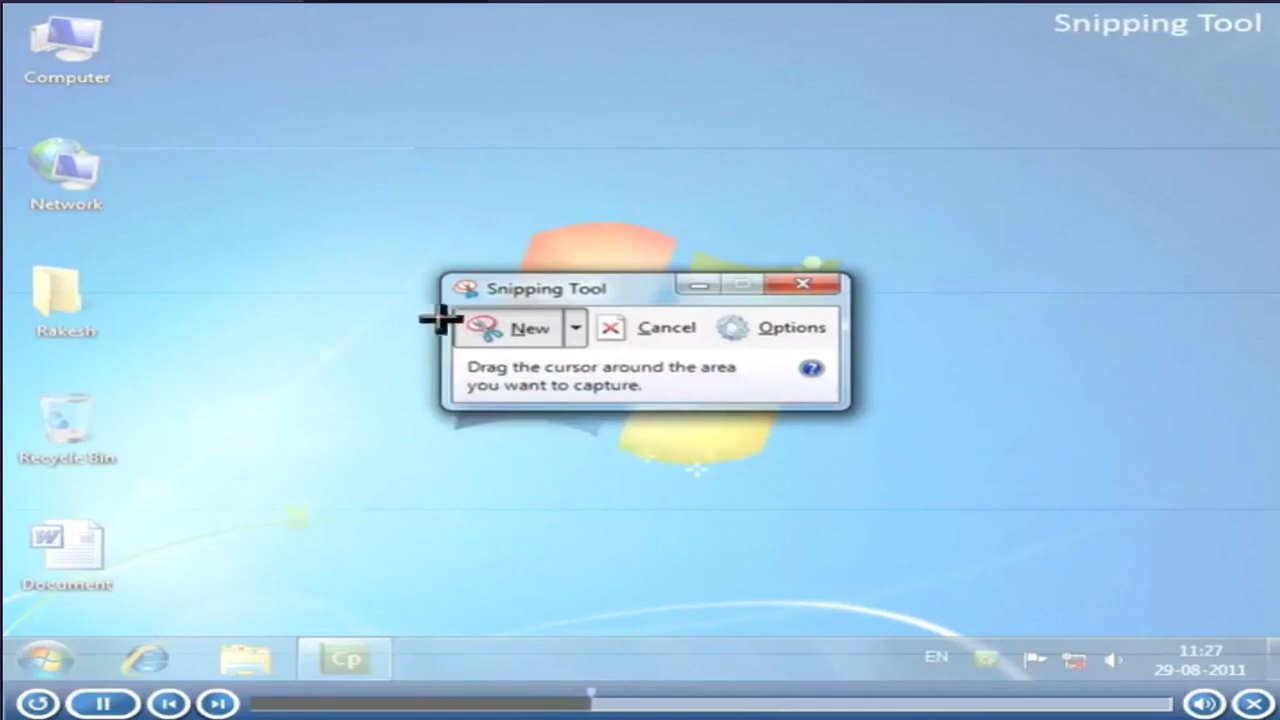 Snipping Tool
Computer
Network
Rakesh
Recycle Bin
Document
Snipping Tool
New
Cancel
Options
Drag the cursor around the area
you want to capture.
?
W
Cp
EN
11:27
29-08-2011